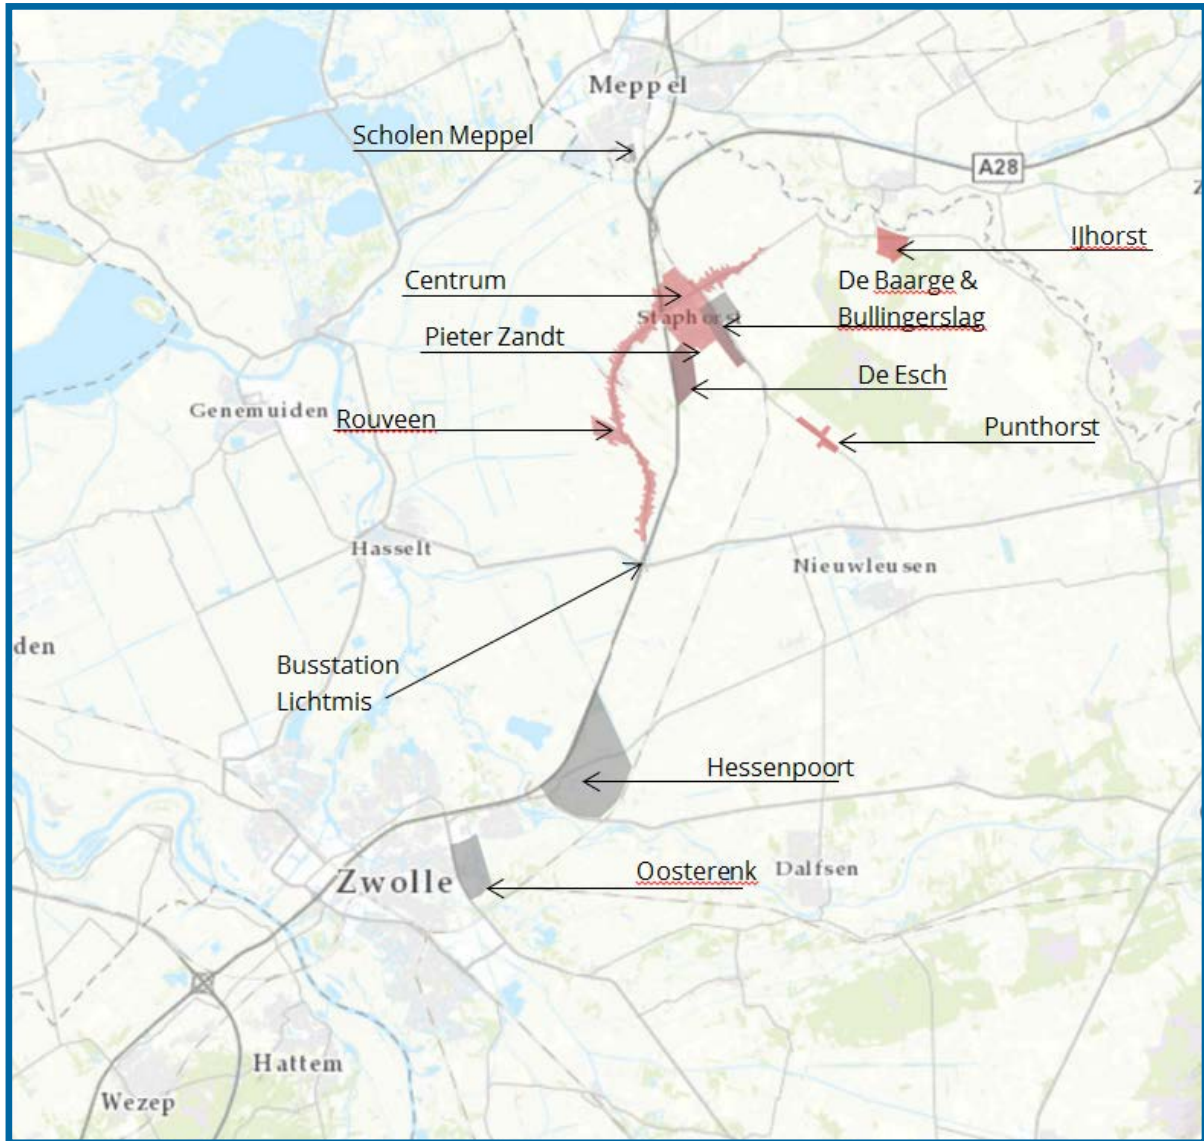 Meppel
Scholen Meppel
A28
Z
IJhorst
Centrum
De Baarge &
Bullingerslag
Staphorst
Pieter Zandt
De Esch
Genemuiden
Rouveen
Punthorst
Hasselt
Nieuwleusen
den
Busstation
Lichtmis
Hessenpoort
Oosterenk
Dalfsen
Zwolle
Hattem
Wezep